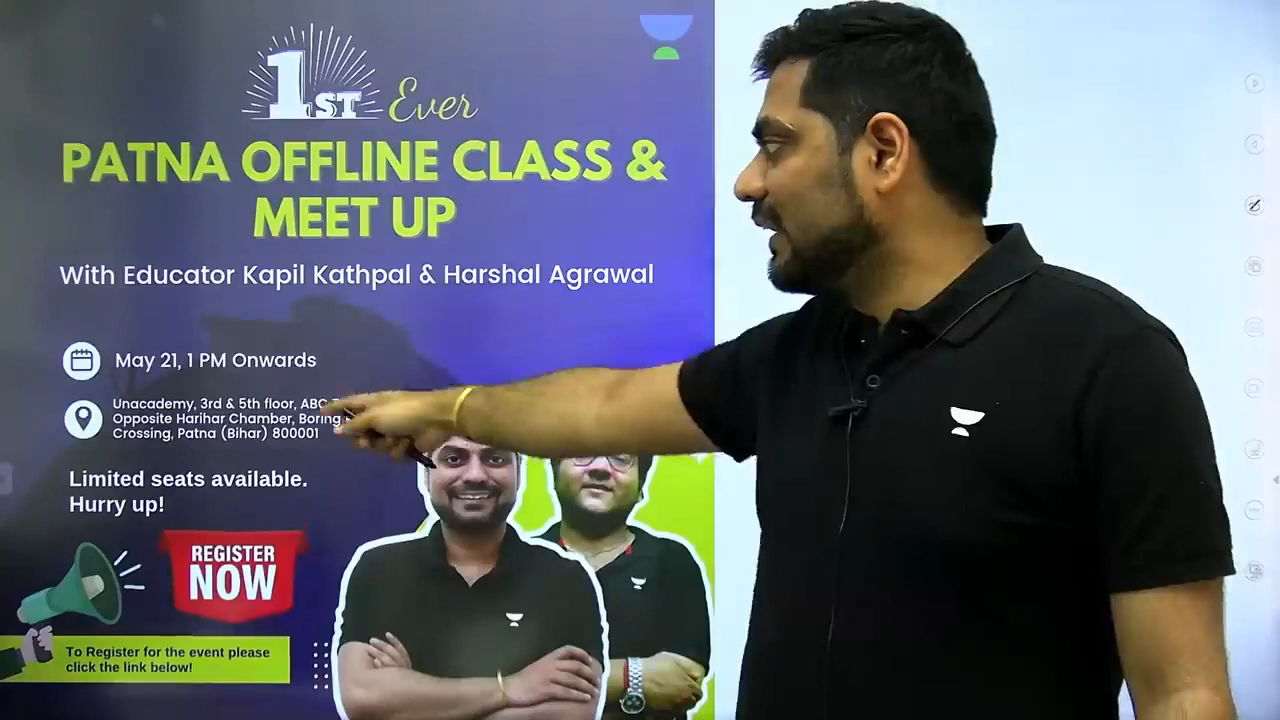 1ST Ever
PATNA OFFLINE CLASS &
MEET UP
With Educator Kapil Kathpal & Harshal Agrawal
May 21, 1 PM Onwards
Unacademy, 3rd & 5th floor, ABC
Opposite Harihar Chamber, Boring
Crossing, Patna (Bihar) 800001
Limited seats available.
Hurry up!
REGISTER
NOW
To Register for the event please
click the link below!